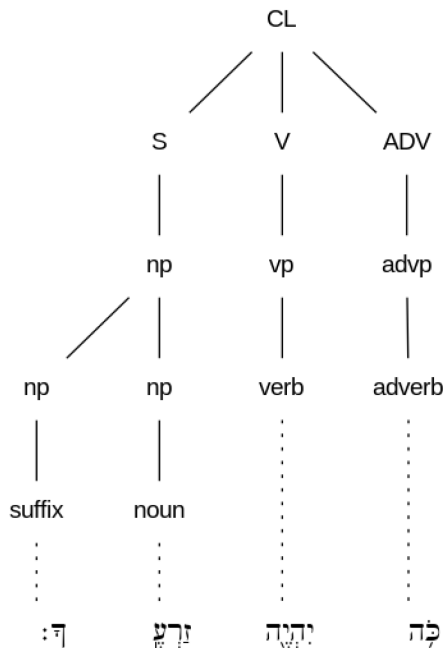 CL
S V ADV
np vp advp
np np verb adverb
suffix noun
כֹּ֥ה יִהְיֶ֖ה זַרְעֶֽ ךָ׃